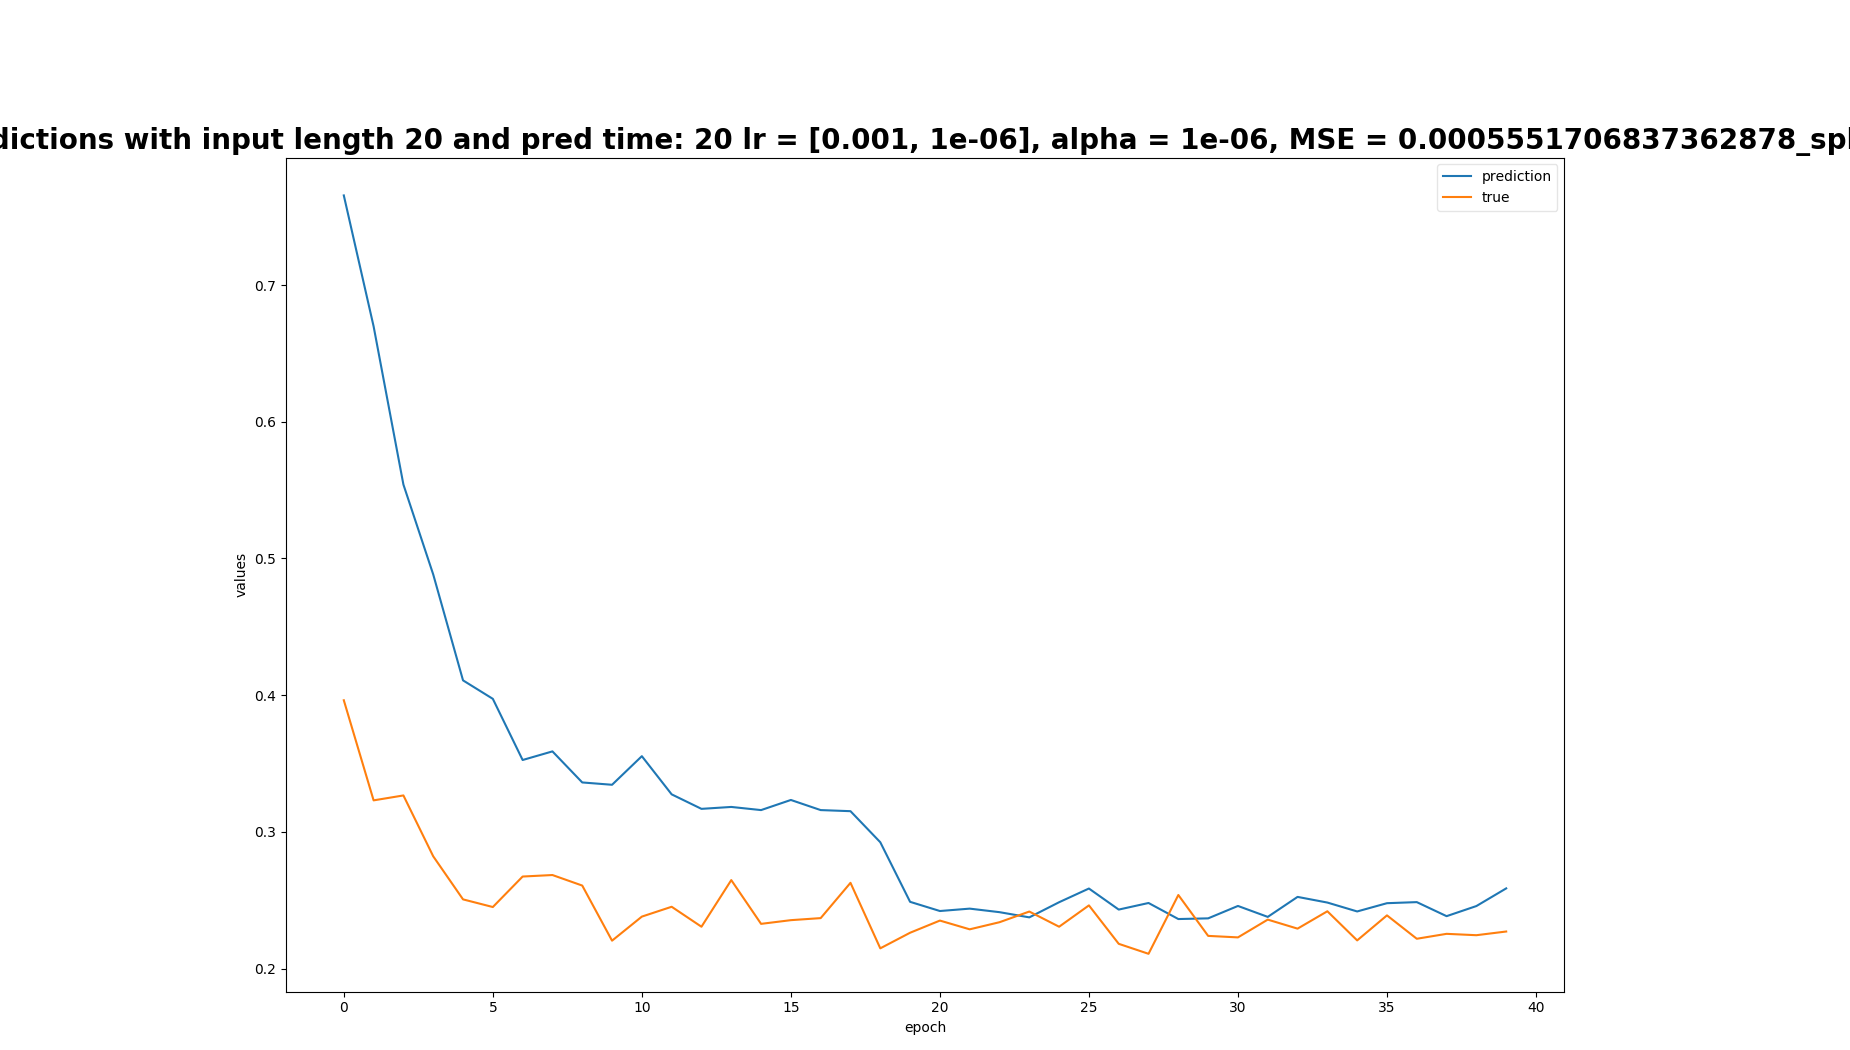 dictions with input length 20 and pred time: 20 lr = [0.001, 1e-06], alpha = 1e-06, MSE = 0.0005551706837362878_spl
prediction
true
0.7
0.6
0.5
0.4
0.3
0.2
values
0 5 10 15 20 25 30 35 40
epoch